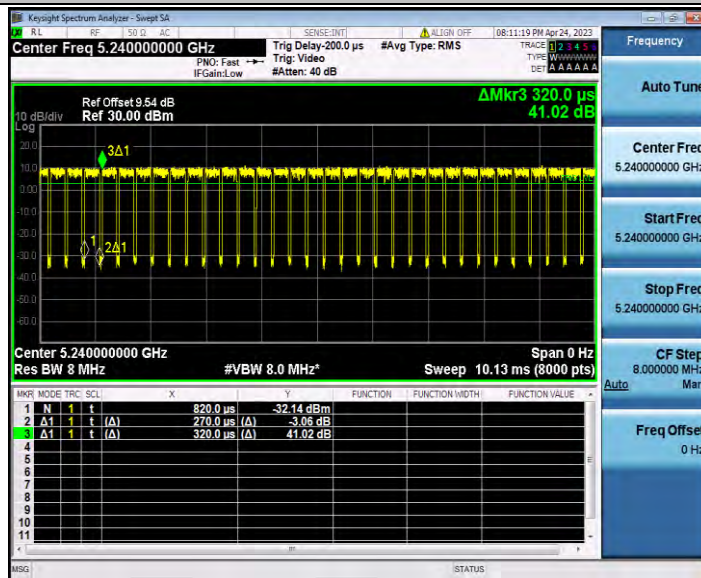 Keysight Spectrum Analyzer - Swept SA
RL RF 50 Ω AC SENSE:INT ALIGN OFF 08:11:19 PM Apr 24, 2023
Center Freq 5.240000000 GHz
PNO: Fast
IFGain:Low
Trig Delay-200.0 µs
Trig: Video
#Atten: 40 dB
#Avg Type: RMS
TRACE 1 2 3 4 5 6
TYPE W
DET A A A A A A
Frequency
Auto Tune
Center Freq
5.240000000 GHz
Start Freq
5.240000000 GHz
Stop Freq
5.240000000 GHz
CF Step
8.000000 MHz
Auto Man
Freq Offset
0 Hz
Ref Offset 9.54 dB
10 dB/div Ref 30.00 dBm
Log
ΔMkr3 320.0 µs
41.02 dB
20.0
10.0
0.00
-10.0
-20.0
-30.0
-40.0
-50.0
-60.0
3Δ1
1
2Δ1
Center 5.240000000 GHz Span 0 Hz
Res BW 8 MHz #VBW 8.0 MHz* Sweep 10.13 ms (8000 pts)
MKR MODE TRC SCL X Y FUNCTION FUNCTION WIDTH FUNCTION VALUE
1 N 1 t 820.0 µs -32.14 dBm
2 Δ1 1 t (Δ) 270.0 µs (Δ) -3.06 dB
3 Δ1 1 t (Δ) 320.0 µs (Δ) 41.02 dB
4
5
6
7
8
9
10
11
MSG STATUS